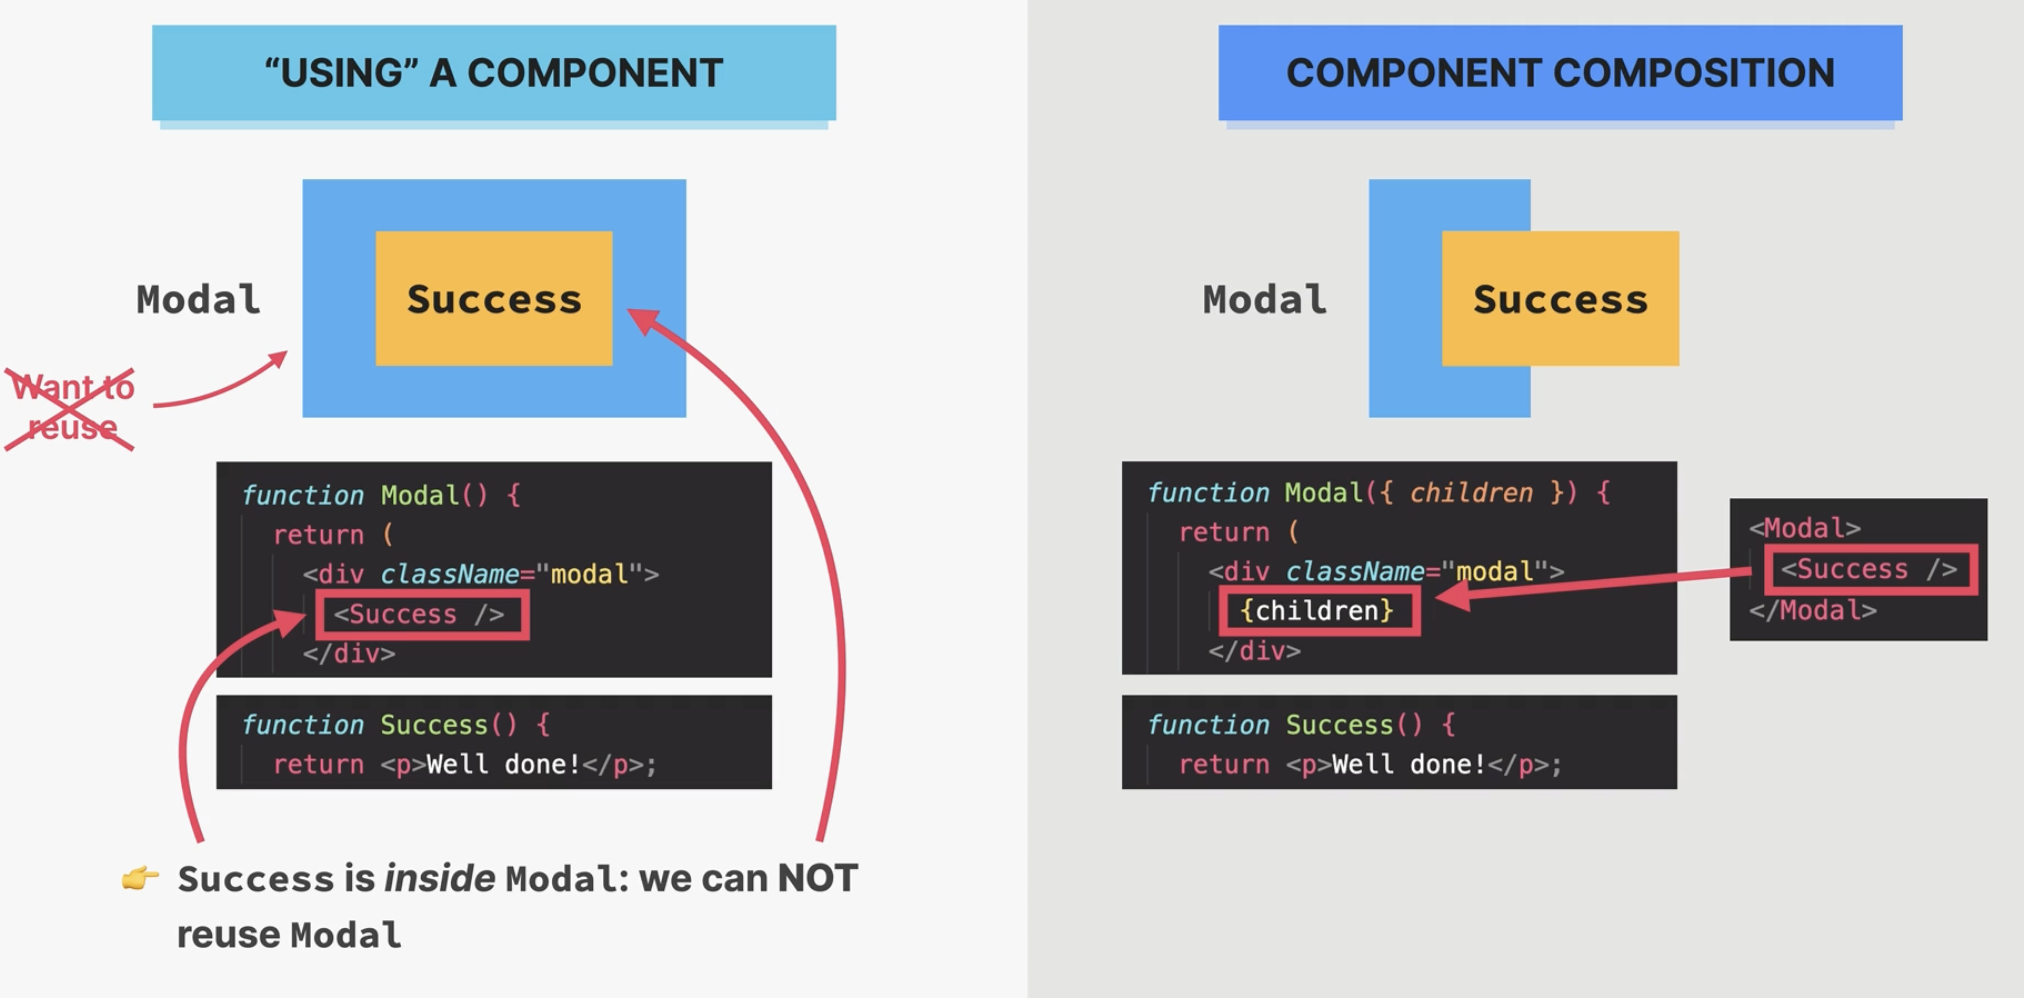 “USING” A COMPONENT
Modal
Success
Want to
reuse
function Modal() {
return (
<div className="modal">
<Success />
</div>
function Success() {
return <p>Well done!</p>;
👉 Success is inside Modal: we can NOT
reuse Modal
COMPONENT COMPOSITION
Modal
Success
function Modal({ children }) {
return (
<div className="modal">
{children}
</div>
<Modal>
<Success />
</Modal>
function Success() {
return <p>Well done!</p>;